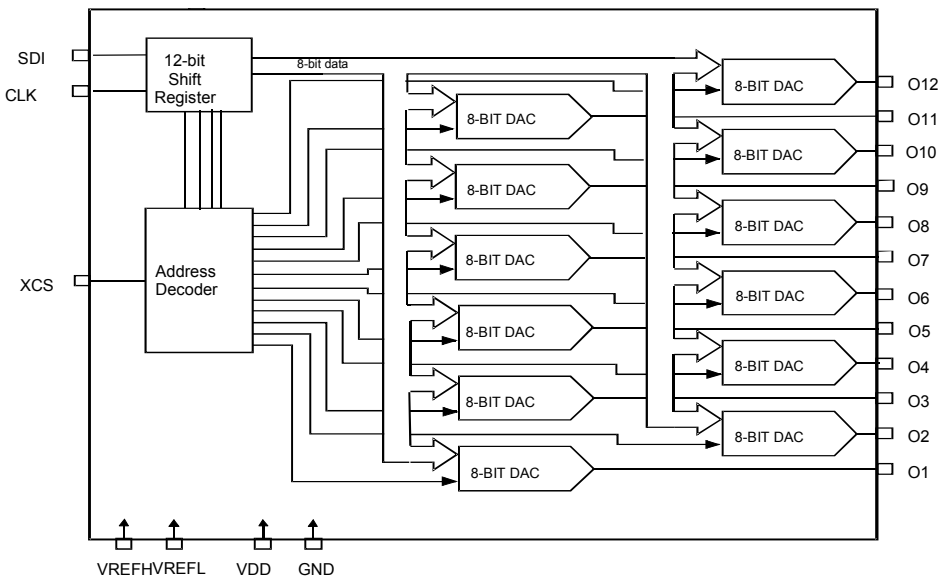 SDI
CLK
XCS
12-bit
Shift
Register
8-bit data
Address
Decoder
8-BIT DAC
8-BIT DAC
8-BIT DAC
8-BIT DAC
8-BIT DAC
8-BIT DAC
8-BIT DAC
8-BIT DAC
8-BIT DAC
8-BIT DAC
8-BIT DAC
8-BIT DAC
O12
O11
O10
O9
O8
O7
O6
O5
O4
O3
O2
O1
VREFH
VREFL
VDD
GND